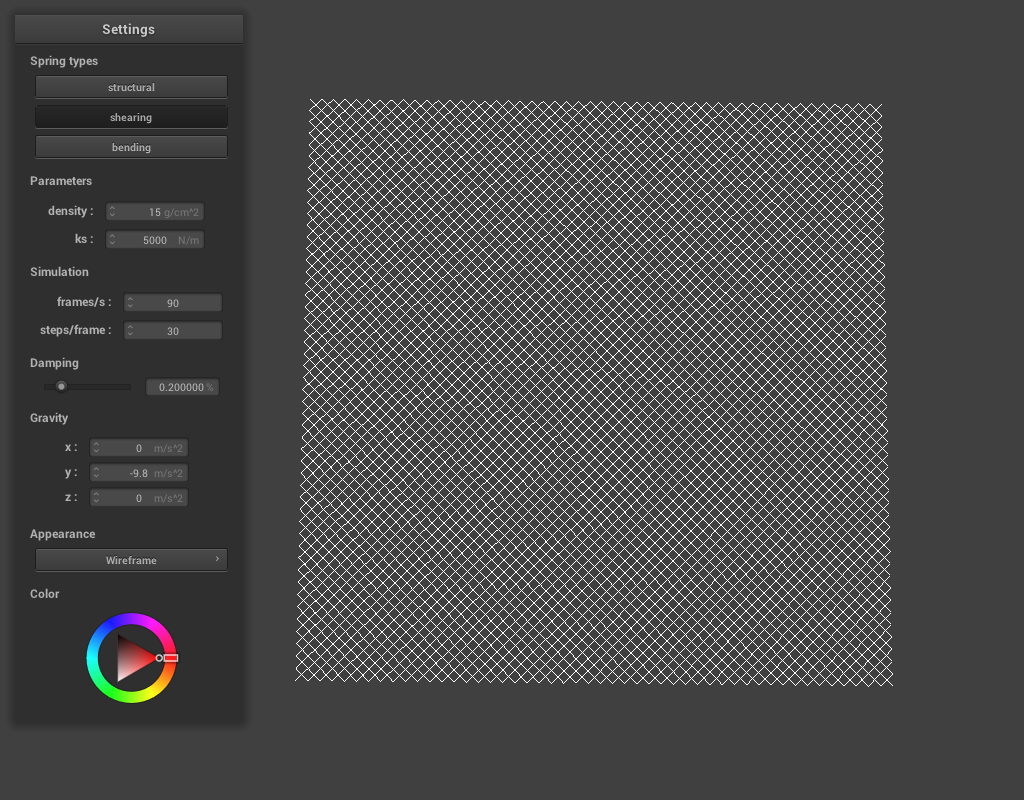 Settings
Spring types
structural
shearing
bending
Parameters
density : 15 g/cm^2
ks : 5000 N/m
Simulation
frames/s : 90
steps/frame : 30
Damping
0.200000 %
Gravity
x : 0 m/s^2
y : -9.8 m/s^2
z : 0 m/s^2
Appearance
Wireframe
Color